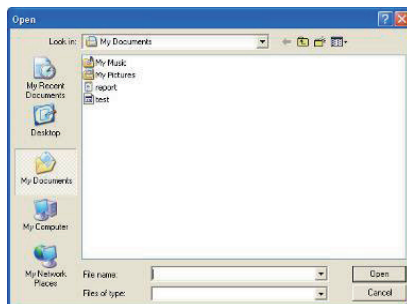 Open
Look in: My Documents
My Recent
Documents
Desktop
My Documents
My Computer
My Network
Places
My Music
My Pictures
report
test
File name:
Open
Files of type:
Cancel